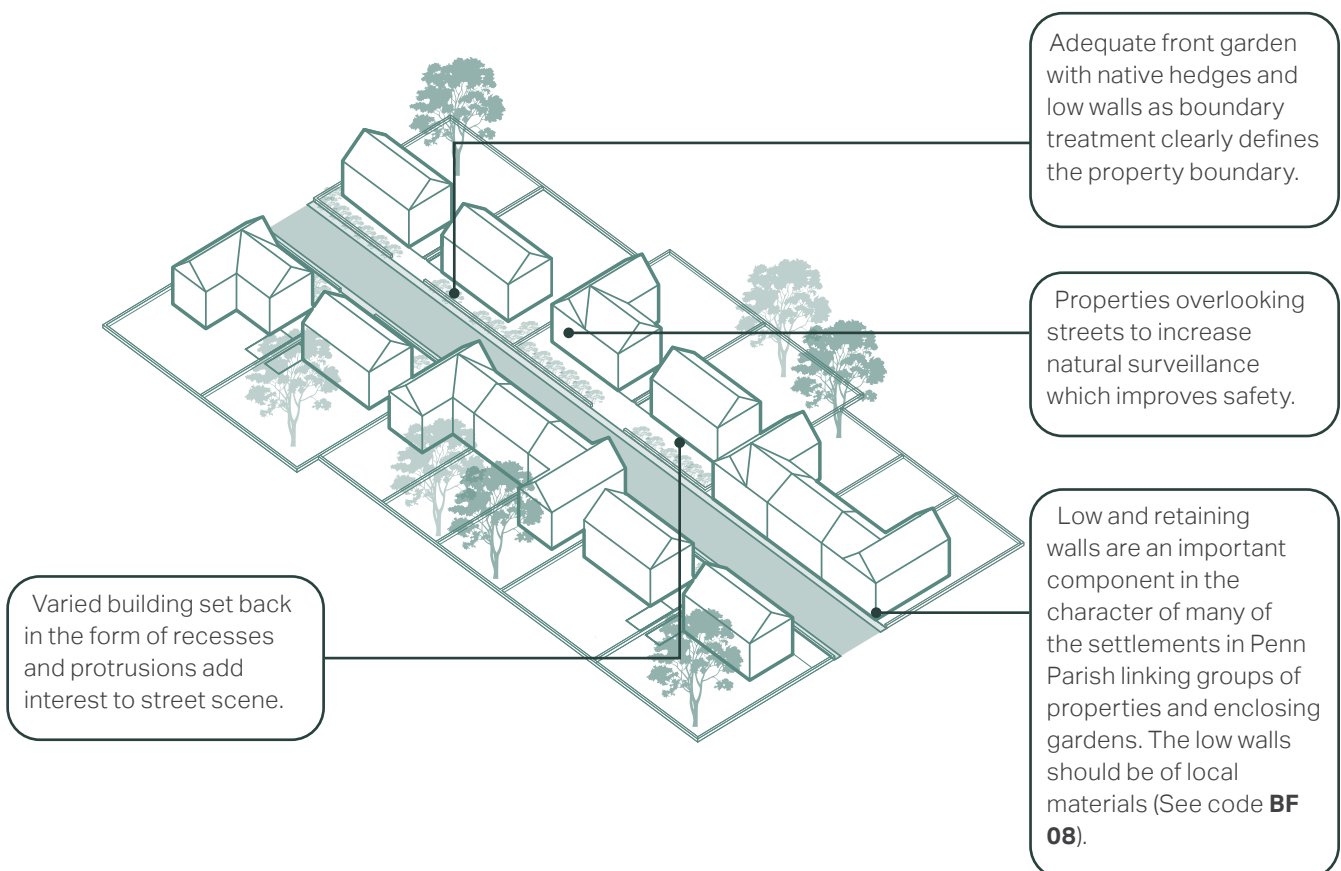 Adequate front garden
with native hedges and
low walls as boundary
treatment clearly defines
the property boundary.
Properties overlooking
streets to increase
natural surveillance
which improves safety.
Low and retaining
walls are an important
component in the
character of many of
the settlements in Penn
Parish linking groups of
properties and enclosing
gardens. The low walls
should be of local
materials (See code BF
08).
Varied building set back
in the form of recesses
and protrusions add
interest to street scene.